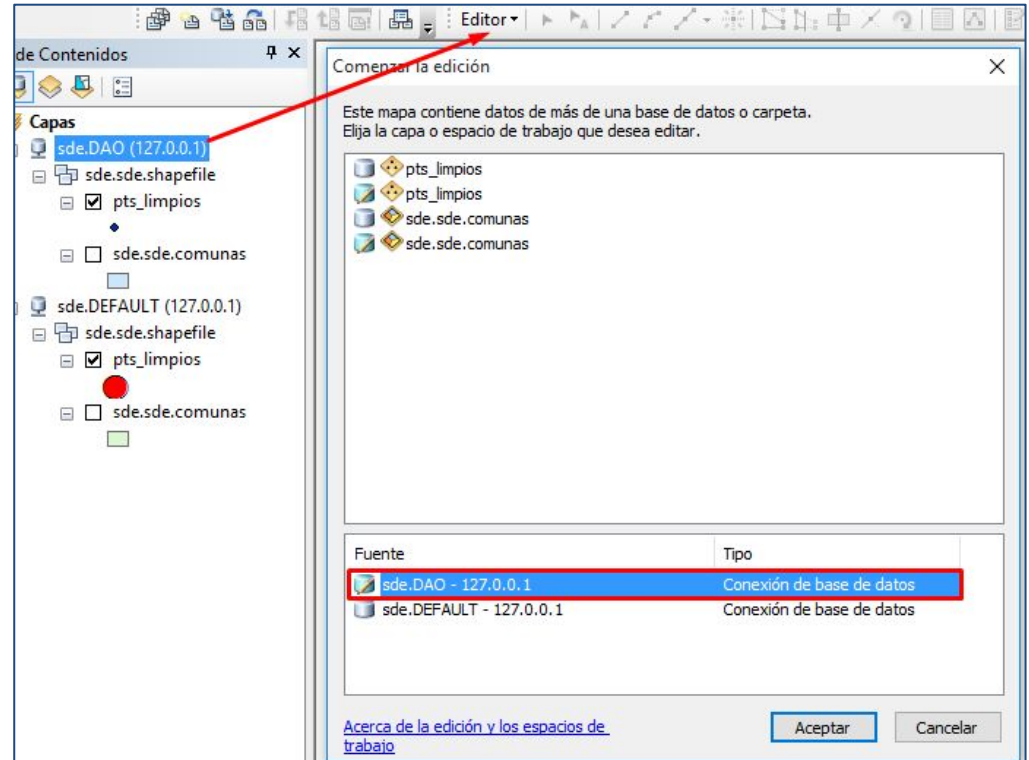 Editor
de Contenidos
Capas
sde.DAO (127.0.0.1)
sde.sde.shapefile
pts_limpios
sde.sde.comunas
sde.DEFAULT (127.0.0.1)
sde.sde.shapefile
pts_limpios
sde.sde.comunas
Comenzar la edición
Este mapa contiene datos de más de una base de datos o carpeta.
Elija la capa o espacio de trabajo que desea editar.
pts_limpios
pts_limpios
sde.sde.comunas
sde.sde.comunas
Fuente Tipo
sde.DAO - 127.0.0.1 Conexión de base de datos
sde.DEFAULT - 127.0.0.1 Conexión de base de datos
Acerca de la edición y los espacios de
trabajo
Aceptar Cancelar